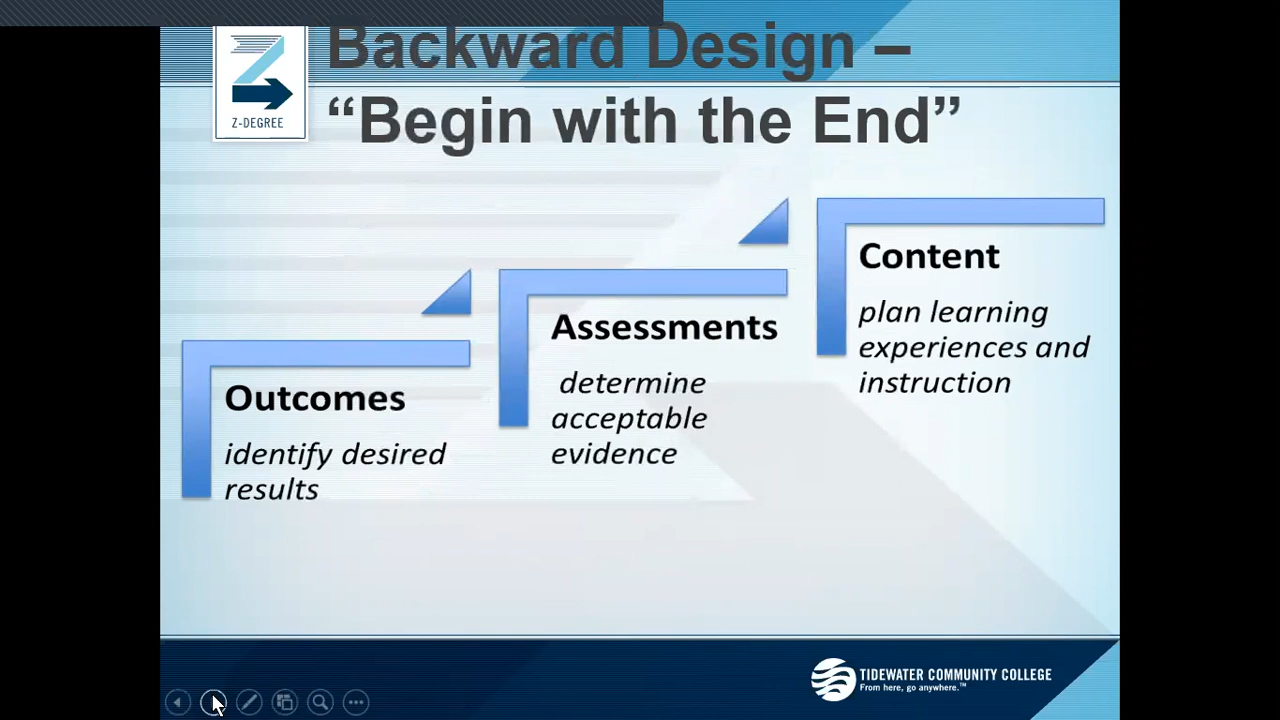 Backward Design –
“Begin with the End”
Z-DEGREE
Outcomes
identify desired
results
Assessments
determine
acceptable
evidence
Content
plan learning
experiences and
instruction
TIDEWATER COMMUNITY COLLEGE
From here, go anywhere.™